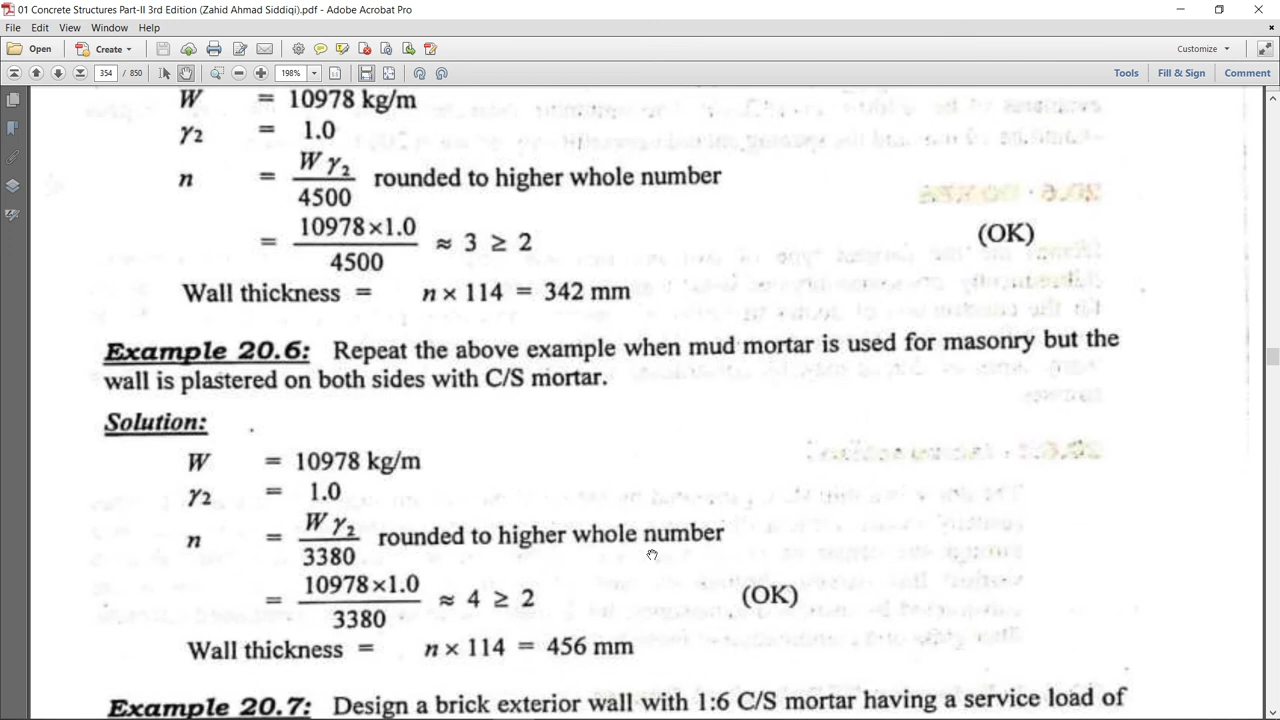 01 Concrete Structures Part-II 3rd Edition (Zahid Ahmad Siddiqi).pdf - Adobe Acrobat Pro
File Edit View Window Help
Open Create Customize
354 / 850 198% Tools Fill & Sign Comment
W = 10978 kg/m
γ2 = 1.0
n = W γ2 / 4500 rounded to higher whole number
= 10978×1.0 / 4500 ≈ 3 ≥ 2 (OK)
Wall thickness = n × 114 = 342 mm
Example 20.6: Repeat the above example when mud mortar is used for masonry but the
wall is plastered on both sides with C/S mortar.
Solution:
W = 10978 kg/m
γ2 = 1.0
n = W γ2 / 3380 rounded to higher whole number
= 10978×1.0 / 3380 ≈ 4 ≥ 2 (OK)
Wall thickness = n × 114 = 456 mm
Example 20.7: Design a brick exterior wall with 1:6 C/S mortar having a service load of